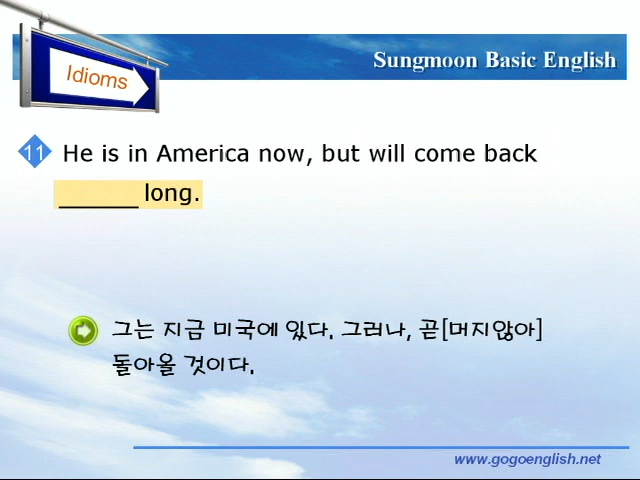 Idioms
Sungmoon Basic English
11 He is in America now, but will come back
______ long.
그는 지금 미국에 있다. 그러나, 곧[머지않아]
돌아올 것이다.
www.gogoenglish.net